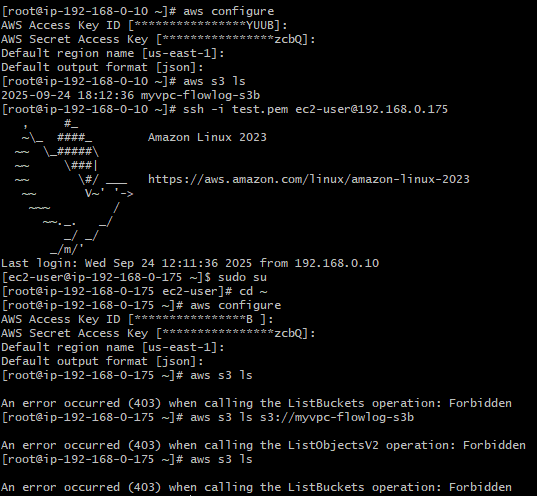 [root@ip-192-168-0-10 ~]# aws configure
AWS Access Key ID [****************YUUB]:
AWS Secret Access Key [****************zcbQ]:
Default region name [us-east-1]:
Default output format [json]:
[root@ip-192-168-0-10 ~]# aws s3 ls
2025-09-24 18:12:36 myvpc-flowlog-s3b
[root@ip-192-168-0-10 ~]# ssh -i test.pem ec2-user@192.168.0.175
   ,     #_
   ~\_  ####_        Amazon Linux 2023
  ~~  \_#####\
  ~~     \###|
  ~~       \#/ ___   https://aws.amazon.com/linux/amazon-linux-2023
   ~~       V~' '->
    ~~~         /
      ~~._.   _/
         _/ _/
       _/m/'
Last login: Wed Sep 24 12:11:36 2025 from 192.168.0.10
[ec2-user@ip-192-168-0-175 ~]$ sudo su
[root@ip-192-168-0-175 ec2-user]# cd ~
[root@ip-192-168-0-175 ~]# aws configure
AWS Access Key ID [****************B ]:
AWS Secret Access Key [****************zcbQ]:
Default region name [us-east-1]:
Default output format [json]:
[root@ip-192-168-0-175 ~]# aws s3 ls
An error occurred (403) when calling the ListBuckets operation: Forbidden
[root@ip-192-168-0-175 ~]# aws s3 ls s3://myvpc-flowlog-s3b
An error occurred (403) when calling the ListObjectsV2 operation: Forbidden
[root@ip-192-168-0-175 ~]# aws s3 ls
An error occurred (403) when calling the ListBuckets operation: Forbidden